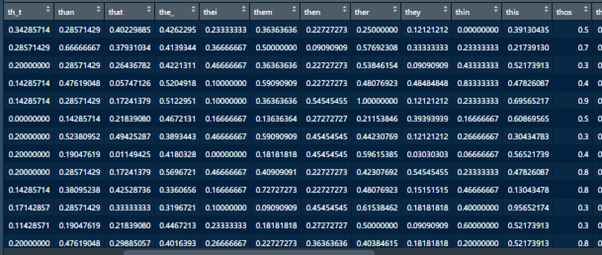 th_t than that the_ thei them then ther they thin this thos th
0.34285714 0.28571429 0.40229885 0.4262295 0.23333333 0.36363636 0.22727273 0.25000000 0.12121212 0.00000000 0.39130435 0.5
0.28571429 0.66666667 0.37931034 0.4139344 0.36666667 0.50000000 0.09090909 0.57692308 0.33333333 0.23333333 0.21739130 0.7
0.20000000 0.28571429 0.26436782 0.4221311 0.46666667 0.36363636 0.22727273 0.53846154 0.09090909 0.43333333 0.52173913 0.3
0.14285714 0.47619048 0.05747126 0.5204918 0.10000000 0.59090909 0.22727273 0.48076923 0.48484848 0.83333333 0.47826087 0.4
0.14285714 0.28571429 0.17241379 0.5122951 0.10000000 0.36363636 0.54545455 1.00000000 0.12121212 0.23333333 0.69565217 0.9
0.00000000 0.14285714 0.21839080 0.4672131 0.16666667 0.13636364 0.27272727 0.21153846 0.39393939 0.16666667 0.60869565 0.5
0.20000000 0.52380952 0.49425287 0.3893443 0.46666667 0.59090909 0.45454545 0.44230769 0.12121212 0.26666667 0.30434783 0.3
0.20000000 0.19047619 0.01149425 0.4180328 0.00000000 0.18181818 0.45454545 0.59615385 0.03030303 0.06666667 0.56521739 0.4
0.20000000 0.28571429 0.17241379 0.5696721 0.46666667 0.40909091 0.22727273 0.42307692 0.54545455 0.23333333 0.47826087 0.8
0.14285714 0.38095238 0.42528736 0.3360656 0.16666667 0.72727273 0.22727273 0.48076923 0.15151515 0.46666667 0.13043478 0.8
0.17142857 0.28571429 0.33333333 0.3196721 0.10000000 0.09090909 0.45454545 0.61538462 0.18181818 0.40000000 0.95652174 0.3
0.11428571 0.19047619 0.21839080 0.4467213 0.23333333 0.18181818 0.27272727 0.50000000 0.09090909 0.60000000 0.52173913 0.3
0.20000000 0.47619048 0.29885057 0.4016393 0.26666667 0.22727273 0.36363636 0.40384615 0.18181818 0.20000000 0.52173913 0.8